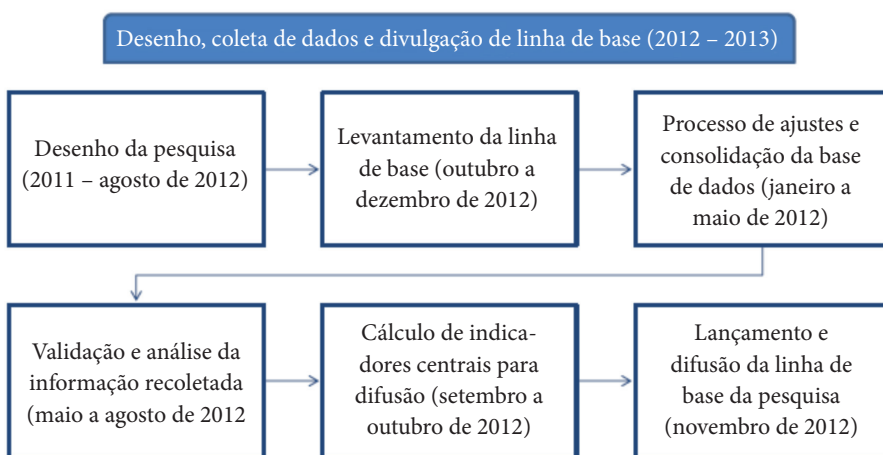 Desenho, coleta de dados e divulgação de linha de base (2012 – 2013)
Desenho da pesquisa
(2011 – agosto de 2012)
Levantamento da linha
de base (outubro a
dezembro de 2012)
Processo de ajustes e
consolidação da base
de dados (janeiro a
maio de 2012)
Validação e análise da
informação recoletada
(maio a agosto de 2012
Cálculo de indica-
dores centrais para
difusão (setembro a
outubro de 2012)
Lançamento e
difusão da linha de
base da pesquisa
(novembro de 2012)